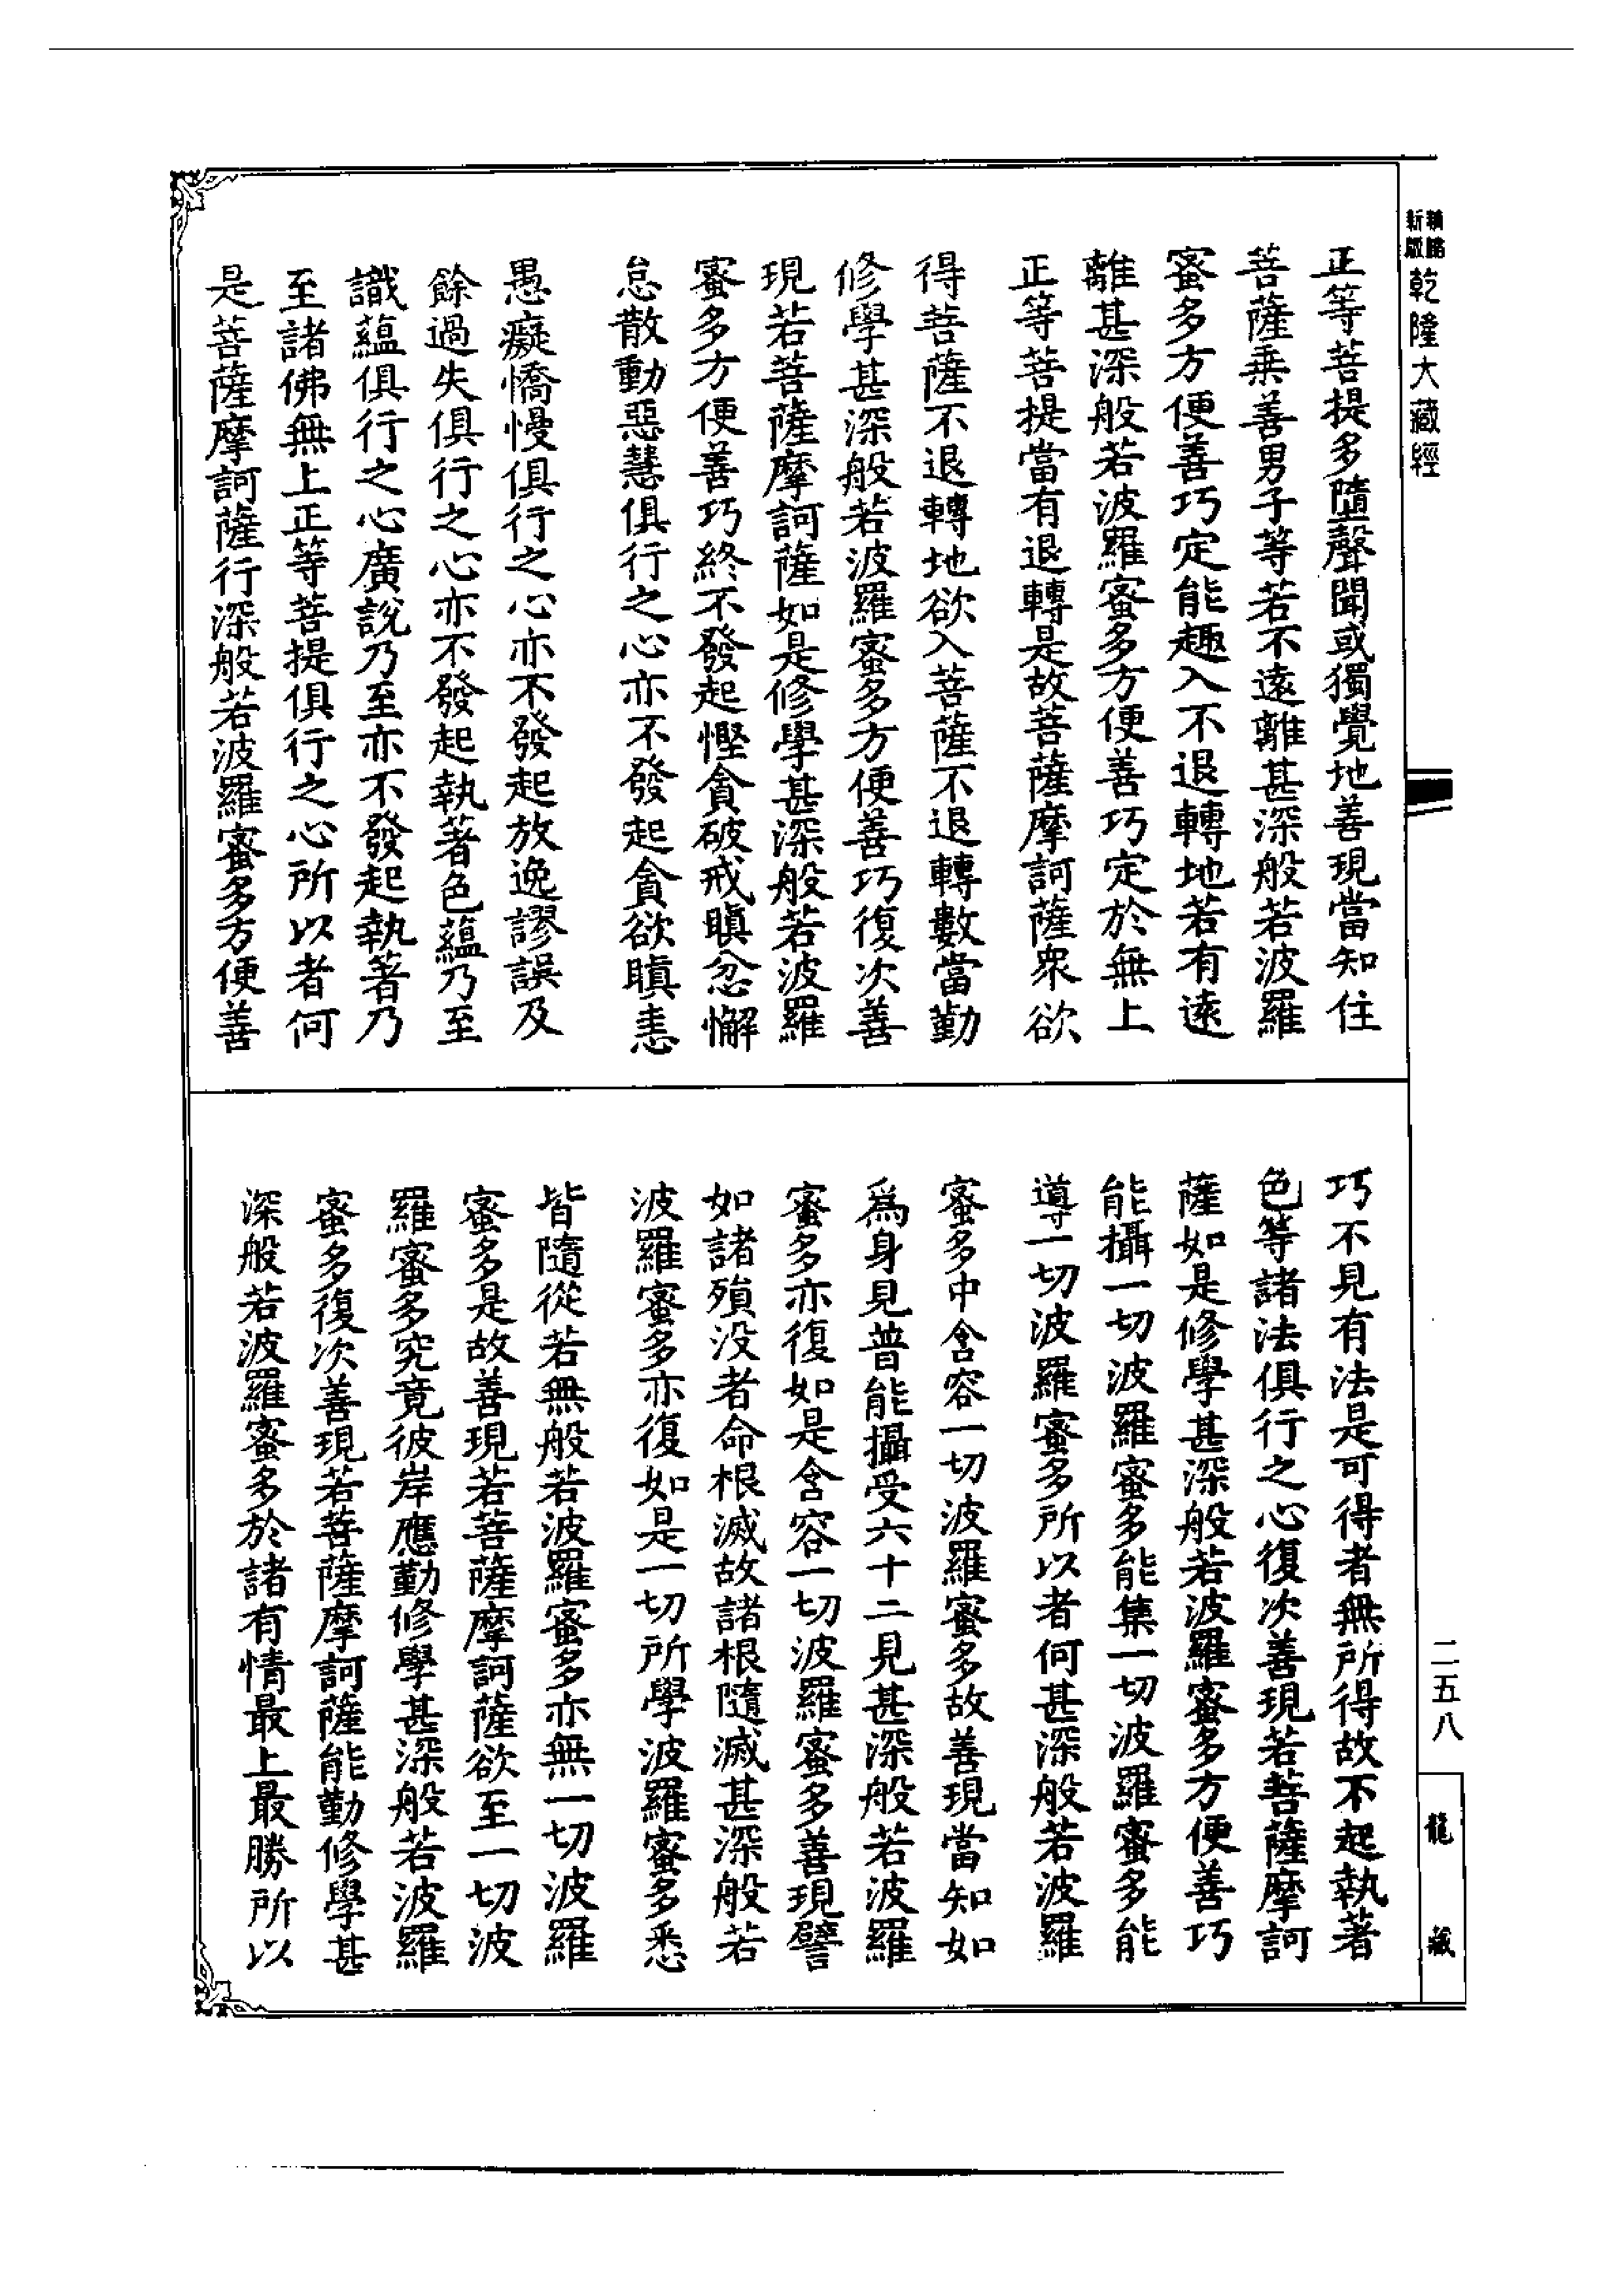 新編
縮版
乾隆大藏經
正等菩提多墮聲聞或獨覺地善現當知住
菩薩乘善男子等若不遠離甚深般若波羅
蜜多方便善巧定能趣入不退轉地若有遠
離甚深般若波羅蜜多方便善巧定於無上
正等菩提當有退轉是故菩薩摩訶薩眾欲
得菩薩不退轉地欲入菩薩不退轉數當勤
修學甚深般若波羅蜜多方便善巧復次善
現若菩薩摩訶薩如是修學甚深般若波羅
蜜多方便善巧終不發起慳貪破戒瞋忿懈
怠散動惡慧俱行之心亦不發起貪欲瞋恚
愚癡憍慢俱行之心亦不發起放逸謬誤及
餘過失俱行之心亦不發起執著色蘊乃至
識蘊俱行之心廣說乃至亦不發起執著乃
至諸佛無上正等菩提俱行之心所以者何
是菩薩摩訶薩行深般若波羅蜜多方便善
巧不見有法是可得者無所得故不起執著
色等諸法俱行之心復次善現若菩薩摩訶
薩如是修學甚深般若波羅蜜多方便善巧
能攝一切波羅蜜多能集一切波羅蜜多能
導一切波羅蜜多所以者何甚深般若波羅
蜜多中含容一切波羅蜜多故善現當知如
為身見普能攝受六十二見甚深般若波羅
蜜多亦復如是含容一切波羅蜜多善現譬
如諸殞没者命根滅故諸根隨滅甚深般若
波羅蜜多亦復如是一切所學波羅蜜多悉
皆隨從若無般若波羅蜜多亦無一切波羅
蜜多是故善現若菩薩摩訶薩欲至一切波
羅蜜多究竟彼岸應勤修學甚深般若波羅
蜜多復次善現若菩薩摩訶薩能勤修學甚
深般若波羅蜜多於諸有情最上最勝所以
二五八
龍藏